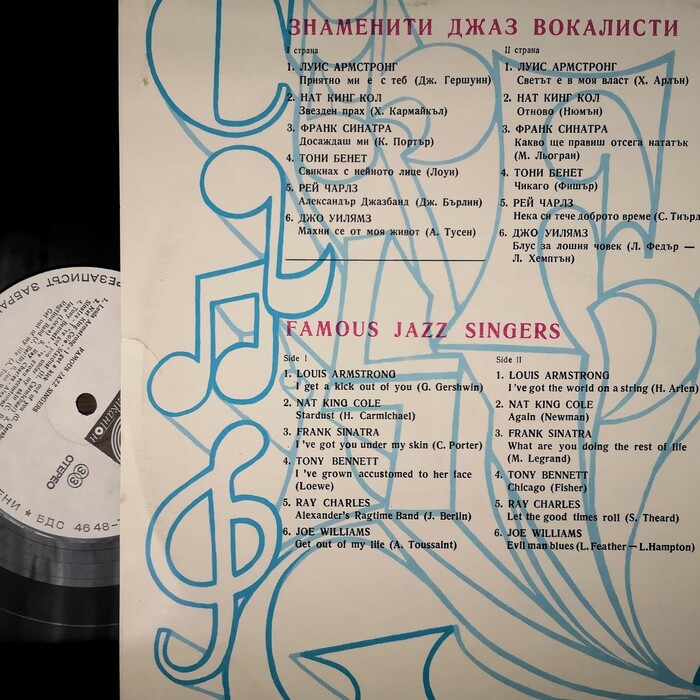 ЗНАМЕНИТИ ДЖАЗ ВОКАЛИСТИ
I страна
1. ЛУИС АРМСТРОНГ
Приятно ми е с теб (Дж. Гершуин)
2. НАТ КИНГ КОЛ
Звезден прах (Х. Кармайкъл)
3. ФРАНК СИНАТРА
Досаждаш ми (К. Портър)
4. ТОНИ БЕНЕТ
Свикнах с нейното лице (Лоуи)
5. РЕЙ ЧАРЛЗ
Александър Джазбанд (Дж. Бърлин)
6. ДЖО УИЛЯМЗ
Махни се от моя живот (А. Тусен)
II страна
1. ЛУИС АРМСТРОНГ
Светът е в моя власт (Х. Арлън)
2. НАТ КИНГ КОЛ
Отново (Нюмън)
3. ФРАНК СИНАТРА
Какво ще правиш отсега нататък
(М. Льогран)
4. ТОНИ БЕНЕТ
Чикаго (Фишър)
5. РЕЙ ЧАРЛЗ
Нека си тече доброто време (С. Тиърд
6. ДЖО УИЛЯМЗ
Блус за лошия човек (Л. Федър —
Л. Хемптън)
FAMOUS JAZZ SINGERS
Side I
1. LOUIS ARMSTRONG
I get a kick out of you (G. Gershwin)
2. NAT KING COLE
Stardust (H. Carmichael)
3. FRANK SINATRA
I 've got you under my skin (C. Porter)
4. TONY BENNETT
I 've grown accustomed to her face
(Loewe)
5. RAY CHARLES
Alexander's Ragtime Band (J. Berlin)
6. JOE WILLIAMS
Get out of my life (A. Toussaint)
Side II
1. LOUIS ARMSTRONG
I've got the world on a string (H. Arlen)
2. NAT KING COLE
Again (Newman)
3. FRANK SINATRA
What are you doing the rest of life
(M. Legrand)
4. TONY BENNETT
Chicago (Fisher)
5. RAY CHARLES
Let the good times roll (S. Theard)
6. JOE WILLIAMS
Evil man blues (L. Feather — L. Hampton)
FAMOUS JAZZ SINGERS
СТЕРЕО
33
БДС 4648-